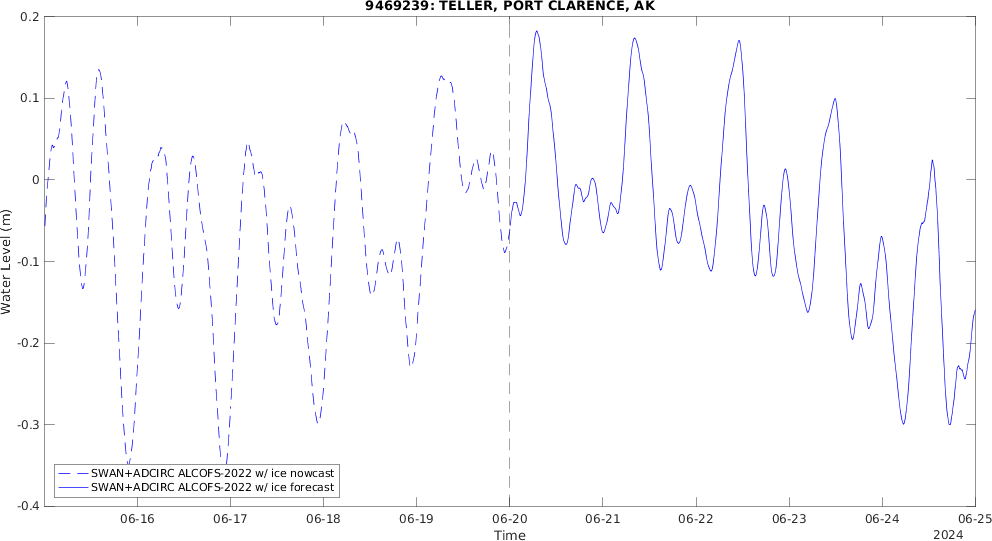 9469239: TELLER, PORT CLARENCE, AK
Water Level (m)
0.2
0.1
0
-0.1
-0.2
-0.3
-0.4
SWAN+ADCIRC ALCOFS-2022 w/ ice nowcast
SWAN+ADCIRC ALCOFS-2022 w/ ice forecast
06-16 06-17 06-18 06-19 06-20 06-21 06-22 06-23 06-24 06-25
Time
2024